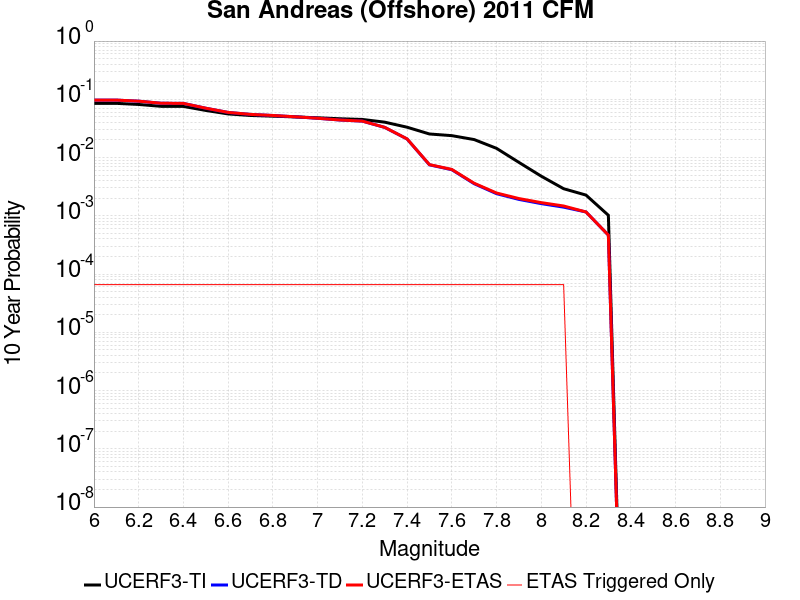 San Andreas (Offshore) 2011 CFM
10 Year Probability
10^0
10^-1
10^-2
10^-3
10^-4
10^-5
10^-6
10^-7
10^-8
6 6.2 6.4 6.6 6.8 7 7.2 7.4 7.6 7.8 8 8.2 8.4 8.6 8.8 9
Magnitude
UCERF3-TI UCERF3-TD UCERF3-ETAS ETAS Triggered Only